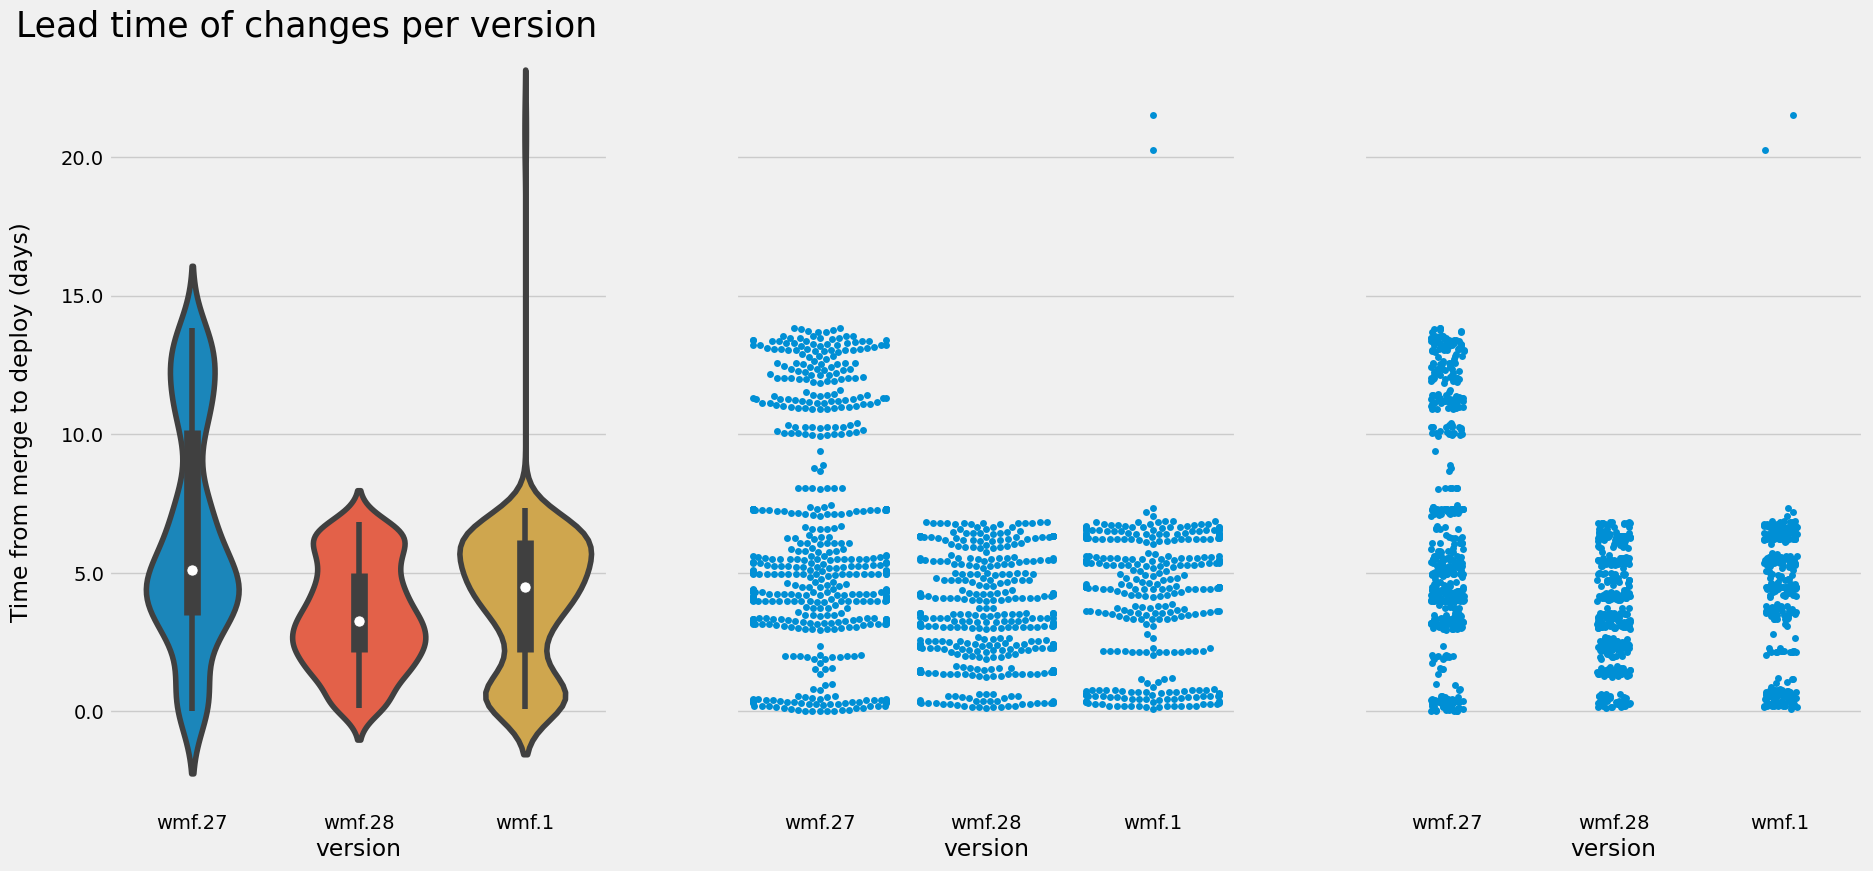 Lead time of changes per version
Time from merge to deploy (days)
20.0
15.0
10.0
5.0
0.0
wmf.27 wmf.28 wmf.1
version
wmf.27 wmf.28 wmf.1
version
wmf.27 wmf.28 wmf.1
version